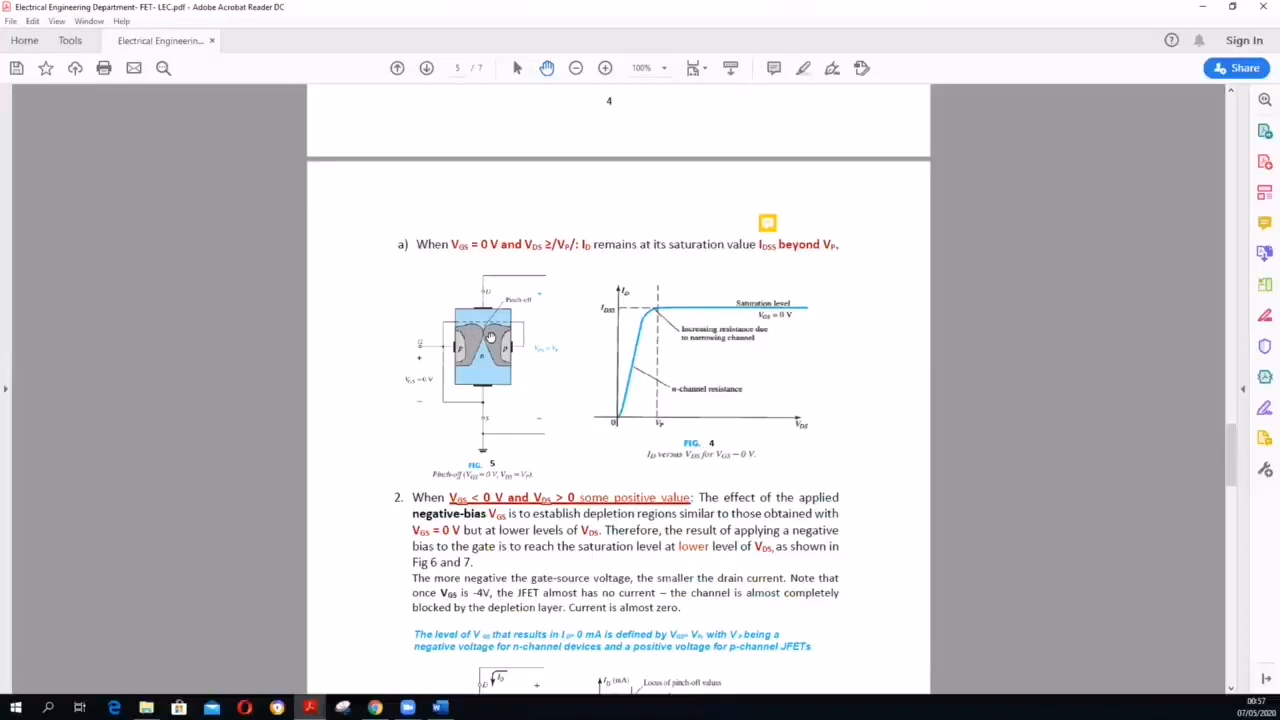 Electrical Engineering Department- FET- LEC.pdf - Adobe Acrobat Reader DC
File Edit View Window Help
Home Tools Electrical Engineerin... ×
Sign In
5 / 7
100%
Share
4
a) When VGS = 0 V and VDS ≥/VP/: ID remains at its saturation value IDSS beyond VP.
D
Pinch-off
G
+
p n p
VDS = VP
VGS = 0 V
−
S
−
FIG. 5
Pinch-off (VGS = 0 V, VDS = VP).
ID
IDSS
Saturation level
VGS = 0 V
Increasing resistance due
to narrowing channel
n-channel resistance
0
VP
VDS
FIG. 4
ID versus VDS for VGS = 0 V.
2. When VGS < 0 V and VDS > 0 some positive value: The effect of the applied
negative-bias VGS is to establish depletion regions similar to those obtained with
VGS = 0 V but at lower levels of VDS. Therefore, the result of applying a negative
bias to the gate is to reach the saturation level at lower level of VDS, as shown in
Fig 6 and 7.
The more negative the gate-source voltage, the smaller the drain current. Note that
once VGS is -4V, the JFET almost has no current – the channel is almost completely
blocked by the depletion layer. Current is almost zero.
The level of VGS that results in ID= 0 mA is defined by VGS= VP, with VP being a
negative voltage for n-channel devices and a positive voltage for p-channel JFETs
D ID
+
ID (mA)
Locus of pinch-off values
00:57
07/05/2020